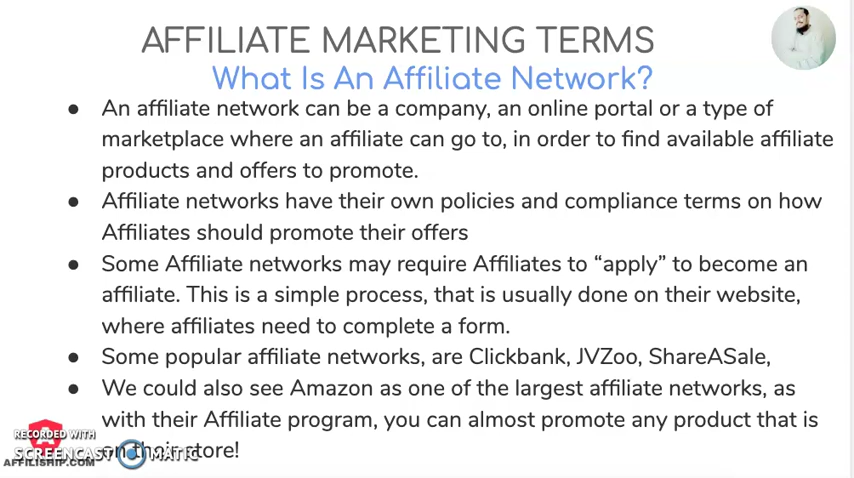 AFFILIATE MARKETING TERMS
What Is An Affiliate Network?
● An affiliate network can be a company, an online portal or a type of
marketplace where an affiliate can go to, in order to find available affiliate
products and offers to promote.
● Affiliate networks have their own policies and compliance terms on how
Affiliates should promote their offers
● Some Affiliate networks may require Affiliates to “apply” to become an
affiliate. This is a simple process, that is usually done on their website,
where affiliates need to complete a form.
● Some popular affiliate networks, are Clickbank, JVZoo, ShareASale,
● We could also see Amazon as one of the largest affiliate networks, as
with their Affiliate program, you can almost promote any product that is
on their store!
RECORDED WITH
SCREENCAST MATIC
AFFILISHIP.COM